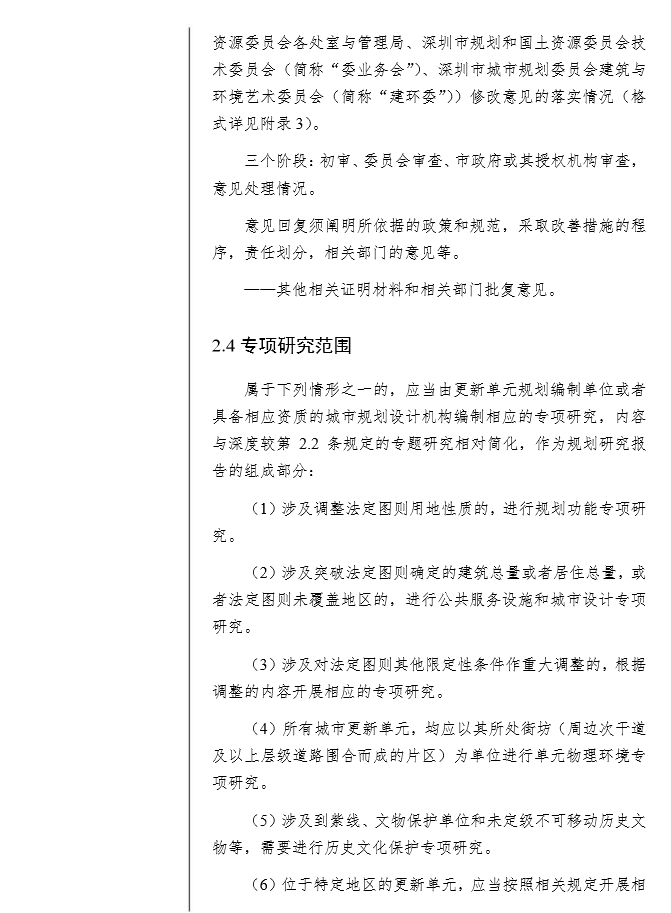 资源委员会各处室与管理局、深圳市规划和国土资源委员会技
术委员会（简称“委业务会”）、深圳市城市规划委员会建筑与
环境艺术委员会（简称“建环委”））修改意见的落实情况（格
式详见附录 3）。
三个阶段：初审、委员会审查、市政府或其授权机构审查，
意见处理情况。
意见回复须阐明所依据的政策和规范，采取改善措施的程
序，责任划分，相关部门的意见等。
——其他相关证明材料和相关部门批复意见。
2.4 专项研究范围
属于下列情形之一的，应当由更新单元规划编制单位或者
具备相应资质的城市规划设计机构编制相应的专项研究，内容
与深度较第 2.2 条规定的专题研究相对简化，作为规划研究报
告的组成部分：
（1）涉及调整法定图则用地性质的，进行规划功能专项研
究。
（2）涉及突破法定图则确定的建筑总量或者居住总量，或
者法定图则未覆盖地区的，进行公共服务设施和城市设计专项
研究。
（3）涉及对法定图则其他限定性条件作重大调整的，根据
调整的内容开展相应的专项研究。
（4）所有城市更新单元，均应以其所处街坊（周边次干道
及以上层级道路围合而成的片区）为单位进行单元物理环境专
项研究。
（5）涉及到紫线、文物保护单位和未定级不可移动历史文
物等，需要进行历史文化保护专项研究。
（6）位于特定地区的更新单元，应当按照相关规定开展相